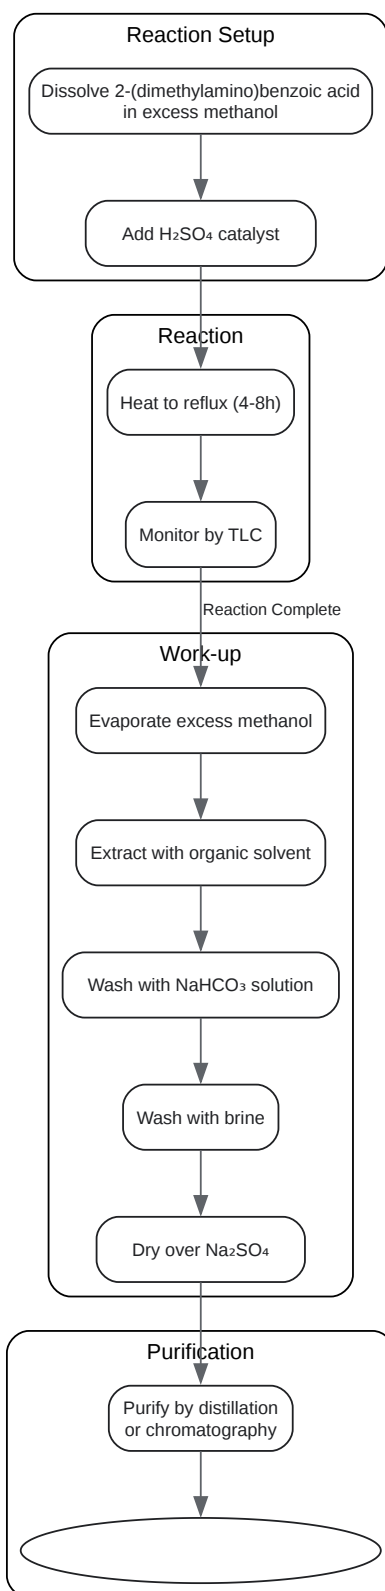 Reaction Setup
Dissolve 2-(dimethylamino)benzoic acid
in excess methanol
Add H₂SO₄ catalyst
Reaction
Heat to reflux (4-8h)
Monitor by TLC
Reaction Complete
Work-up
Evaporate excess methanol
Extract with organic solvent
Wash with NaHCO₃ solution
Wash with brine
Dry over Na₂SO₄
Purification
Purify by distillation
or chromatography